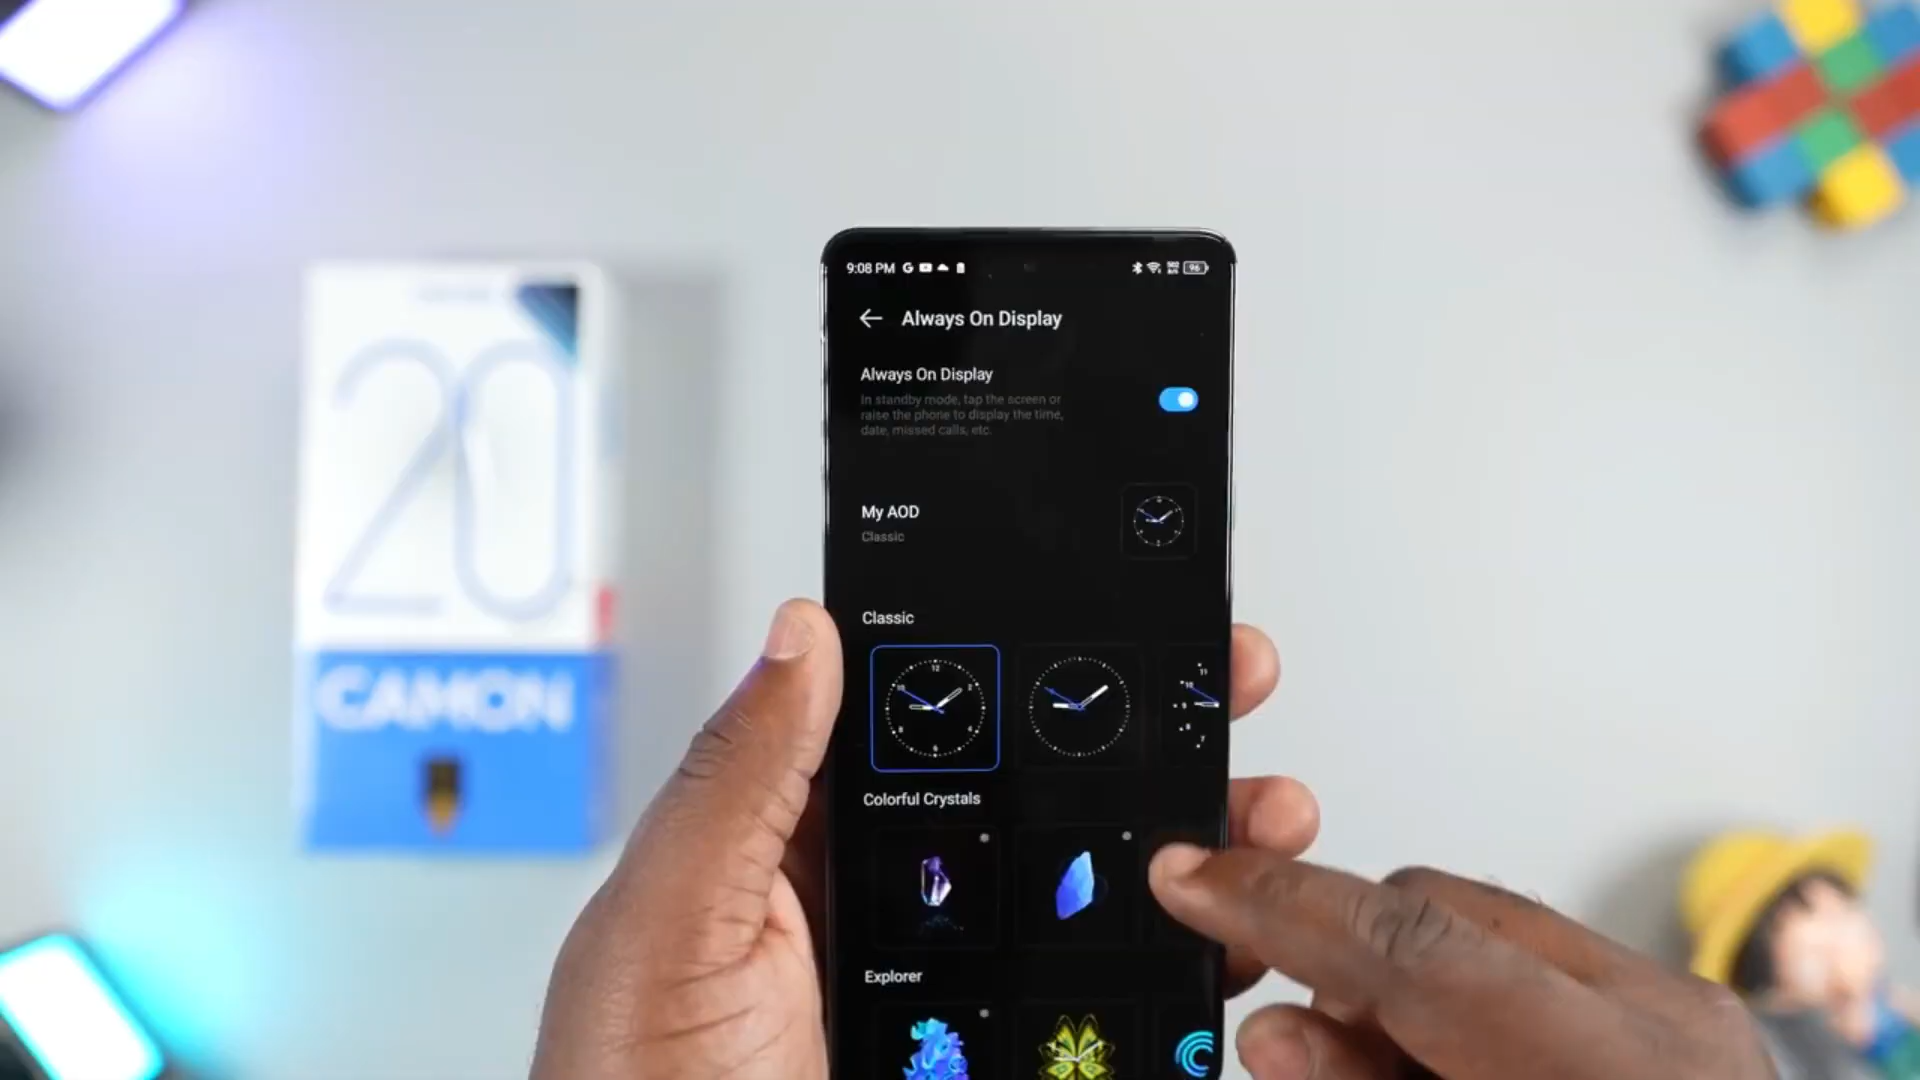 9:08 PM
96
Always On Display
Always On Display
In standby mode, tap the screen or
raise the phone to display the time,
date, missed calls, etc.
My AOD
Classic
Classic
Colorful Crystals
Explorer
20
CAMON